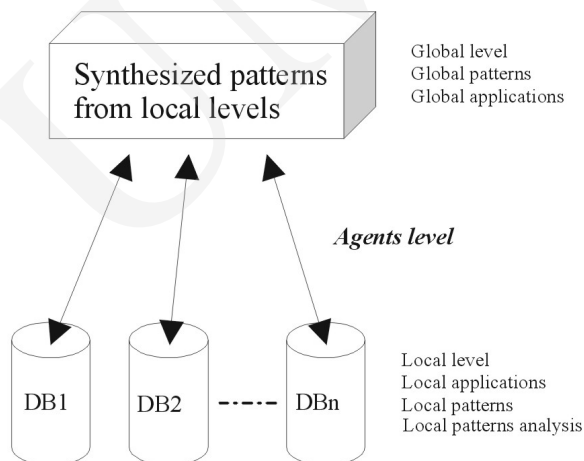 Synthesized patterns
from local levels
Global level
Global patterns
Global applications
Agents level
DB1
DB2
DBn
Local level
Local applications
Local patterns
Local patterns analysis